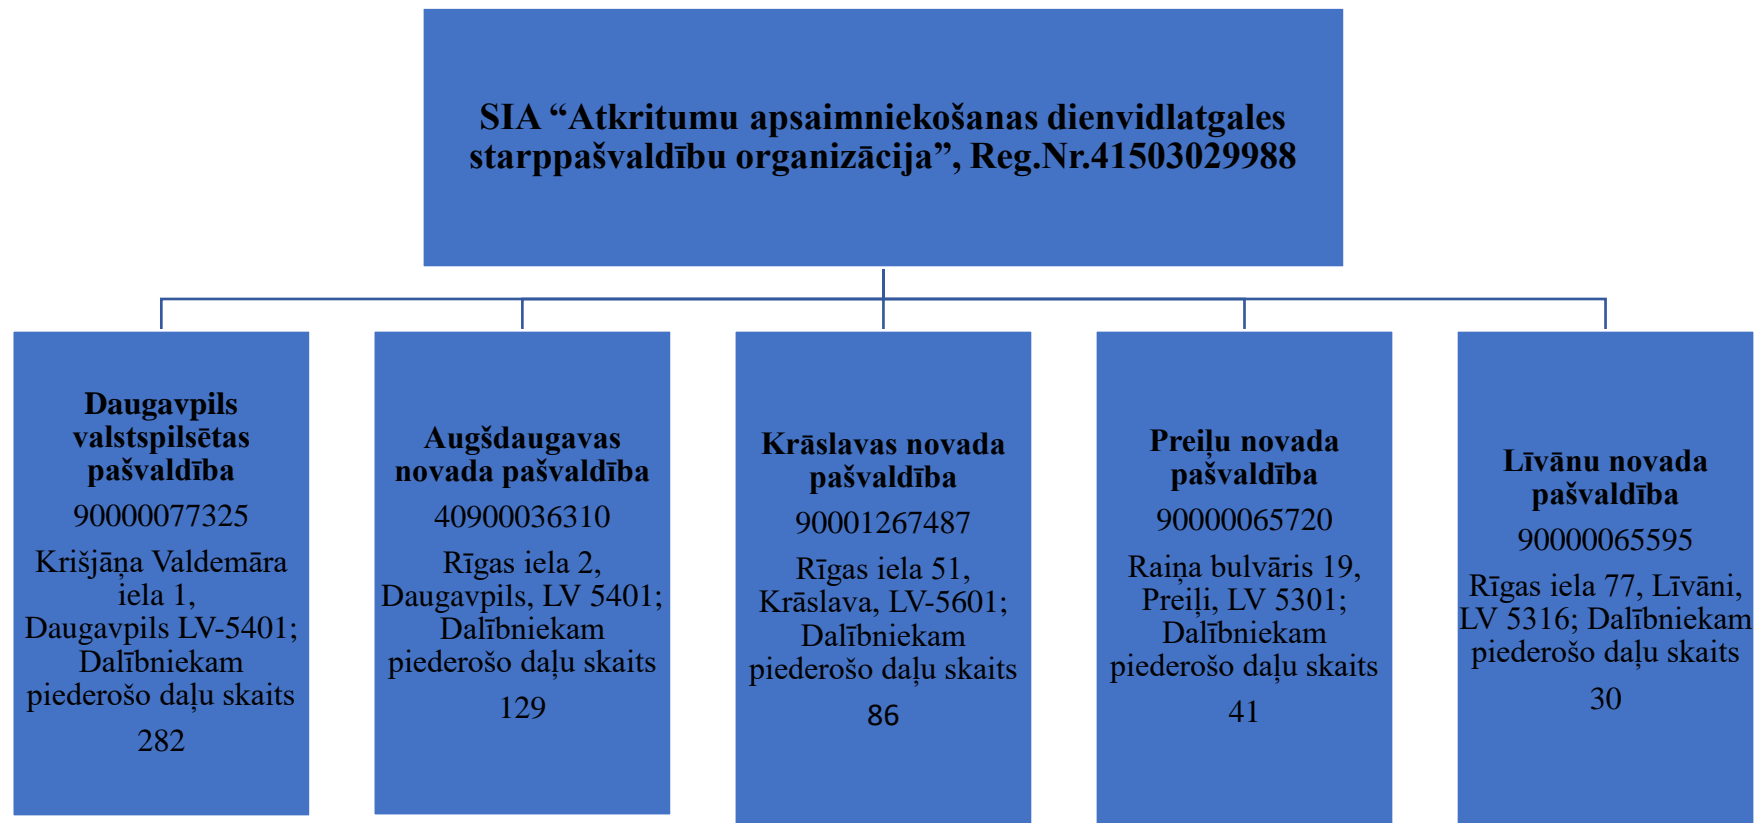 SIA “Atkritumu apsaimniekošanas dienvidlatgales
starppašvaldību organizācija”, Reg.Nr.41503029988
Daugavpils
valstspilsētas
pašvaldība
90000077325
Krišjāņa Valdemāra
iela 1,
Daugavpils LV-5401;
Dalībniekam
piederošo daļu skaits
282
Augšdaugavas
novada pašvaldība
40900036310
Rīgas iela 2,
Daugavpils, LV 5401;
Dalībniekam
piederošo daļu skaits
129
Krāslavas novada
pašvaldība
90001267487
Rīgas iela 51,
Krāslava, LV-5601;
Dalībniekam
piederošo daļu skaits
86
Preiļu novada
pašvaldība
90000065720
Raiņa bulvāris 19,
Preiļi, LV 5301;
Dalībniekam
piederošo daļu skaits
41
Līvānu novada
pašvaldība
90000065595
Rīgas iela 77, Līvāni,
LV 5316; Dalībniekam
piederošo daļu skaits
30